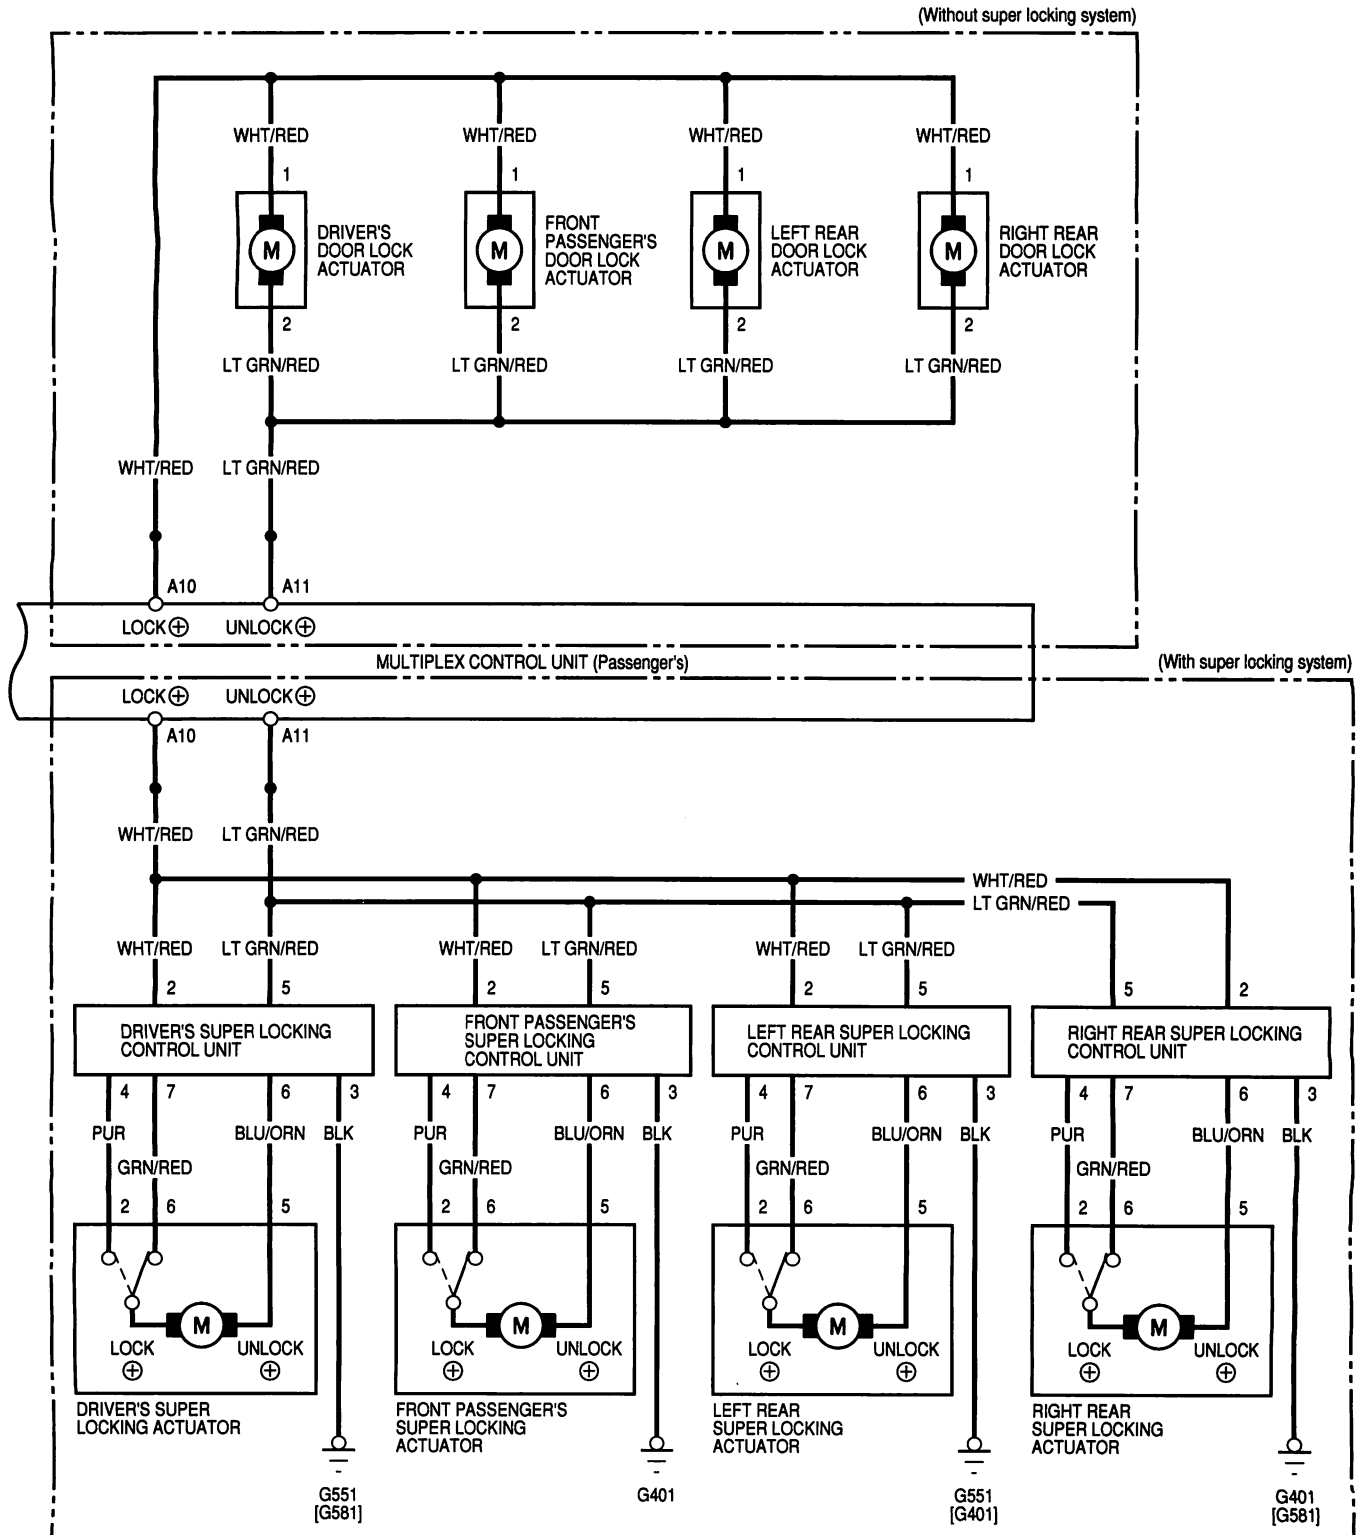 (Without super locking system)
WHT/RED WHT/RED WHT/RED WHT/RED
1 1 1 1
M M M M
DRIVER'S
DOOR LOCK
ACTUATOR
FRONT
PASSENGER'S
DOOR LOCK
ACTUATOR
LEFT REAR
DOOR LOCK
ACTUATOR
RIGHT REAR
DOOR LOCK
ACTUATOR
2 2 2 2
LT GRN/RED LT GRN/RED LT GRN/RED LT GRN/RED
WHT/RED LT GRN/RED
A10 A11
LOCK⊕ UNLOCK⊕
MULTIPLEX CONTROL UNIT (Passenger's)
(With super locking system)
LOCK⊕ UNLOCK⊕
A10 A11
WHT/RED LT GRN/RED
WHT/RED
LT GRN/RED
WHT/RED LT GRN/RED WHT/RED LT GRN/RED WHT/RED LT GRN/RED
2 5 2 5 2 5 5 2
DRIVER'S SUPER LOCKING
CONTROL UNIT
FRONT PASSENGER'S
SUPER LOCKING
CONTROL UNIT
LEFT REAR SUPER LOCKING
CONTROL UNIT
RIGHT REAR SUPER LOCKING
CONTROL UNIT
4 7 6 3 4 7 6 3 4 7 6 3 4 7 6 3
PUR BLU/ORN BLK PUR BLU/ORN BLK PUR BLU/ORN BLK PUR BLU/ORN BLK
GRN/RED GRN/RED GRN/RED GRN/RED
2 6 5 2 6 5 2 6 5 2 6 5
M M M M
LOCK UNLOCK LOCK UNLOCK LOCK UNLOCK LOCK UNLOCK
⊕ ⊕ ⊕ ⊕ ⊕ ⊕ ⊕ ⊕
DRIVER'S SUPER
LOCKING ACTUATOR
FRONT PASSENGER'S
SUPER LOCKING
ACTUATOR
LEFT REAR
SUPER LOCKING
ACTUATOR
RIGHT REAR
SUPER LOCKING
ACTUATOR
G551
[G581]
G401
G551
[G401]
G401
[G581]